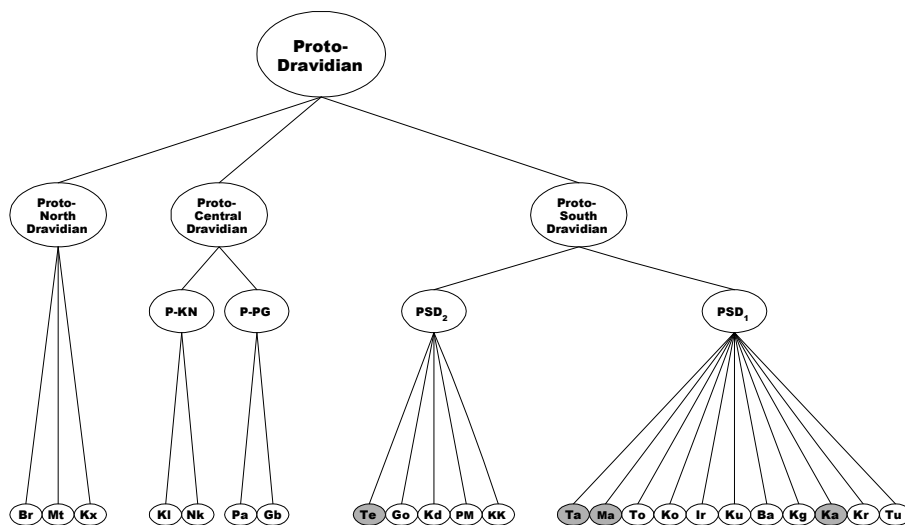 Proto-
Dravidian
Proto-
North
Dravidian
Proto-
Central
Dravidian
Proto-
South
Dravidian
P-KN
P-PG
PSD₂
PSD₁
Br Mt Kx Kl Nk Pa Gb Te Go Kd PM KK Ta Ma To Ko Ir Ku Ba Kg Ka Kr Tu